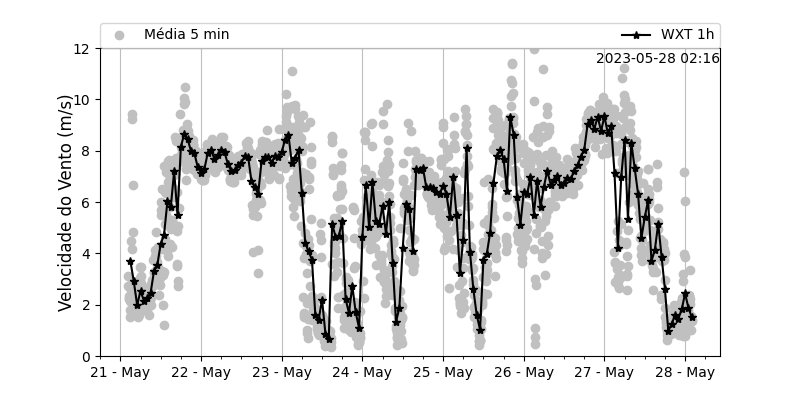 Média 5 min
WXT 1h
2023-05-28 02:16
Velocidade do Vento (m/s)
12
10
8
6
4
2
0
21 - May 22 - May 23 - May 24 - May 25 - May 26 - May 27 - May 28 - May